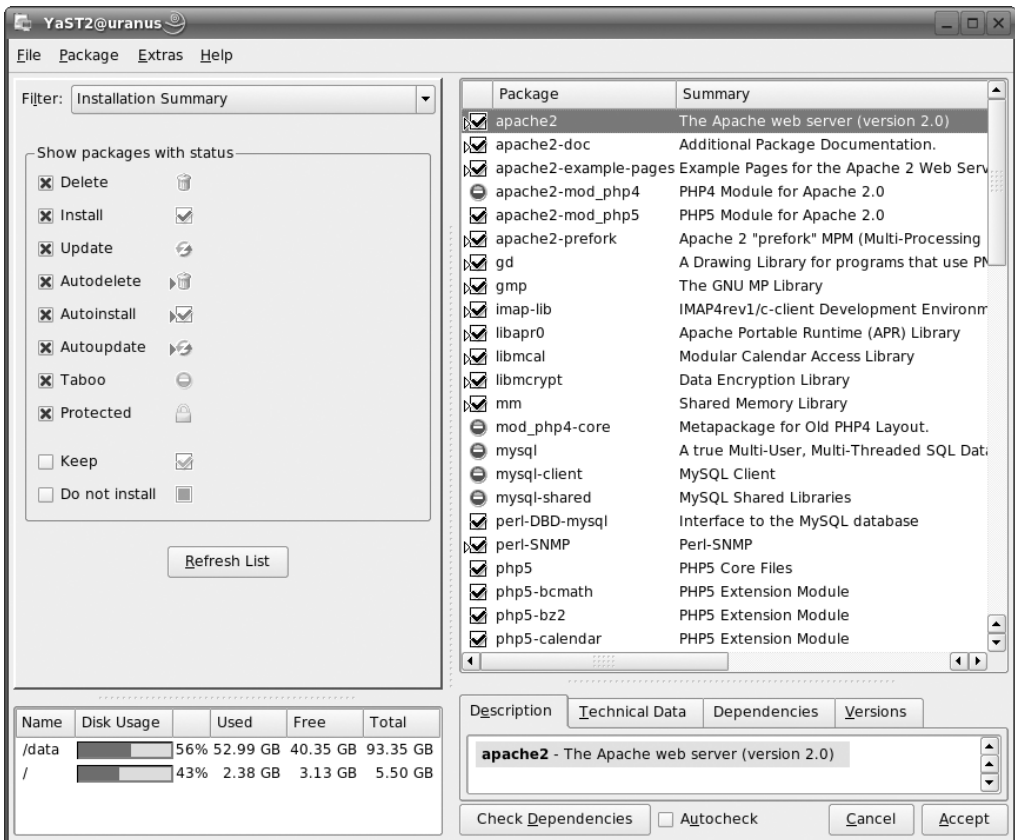 YaST2@uranus
File Package Extras Help
Filter: Installation Summary
Show packages with status
Delete
Install
Update
Autodelete
Autoinstall
Autoupdate
Taboo
Protected
Keep
Do not install
Refresh List
Package Summary
apache2 The Apache web server (version 2.0)
apache2-doc Additional Package Documentation.
apache2-example-pages Example Pages for the Apache 2 Web Serv
apache2-mod_php4 PHP4 Module for Apache 2.0
apache2-mod_php5 PHP5 Module for Apache 2.0
apache2-prefork Apache 2 "prefork" MPM (Multi-Processing
gd A Drawing Library for programs that use PN
gmp The GNU MP Library
imap-lib IMAP4rev1/c-client Development Environm
libapr0 Apache Portable Runtime (APR) Library
libmcal Modular Calendar Access Library
libmcrypt Data Encryption Library
mm Shared Memory Library
mod_php4-core Metapackage for Old PHP4 Layout.
mysql A true Multi-User, Multi-Threaded SQL Data
mysql-client MySQL Client
mysql-shared MySQL Shared Libraries
perl-DBD-mysql Interface to the MySQL database
perl-SNMP Perl-SNMP
php5 PHP5 Core Files
php5-bcmath PHP5 Extension Module
php5-bz2 PHP5 Extension Module
php5-calendar PHP5 Extension Module
Name Disk Usage Used Free Total
/data 56% 52.99 GB 40.35 GB 93.35 GB
/ 43% 2.38 GB 3.13 GB 5.50 GB
Description Technical Data Dependencies Versions
apache2 - The Apache web server (version 2.0)
Check Dependencies Autocheck Cancel Accept